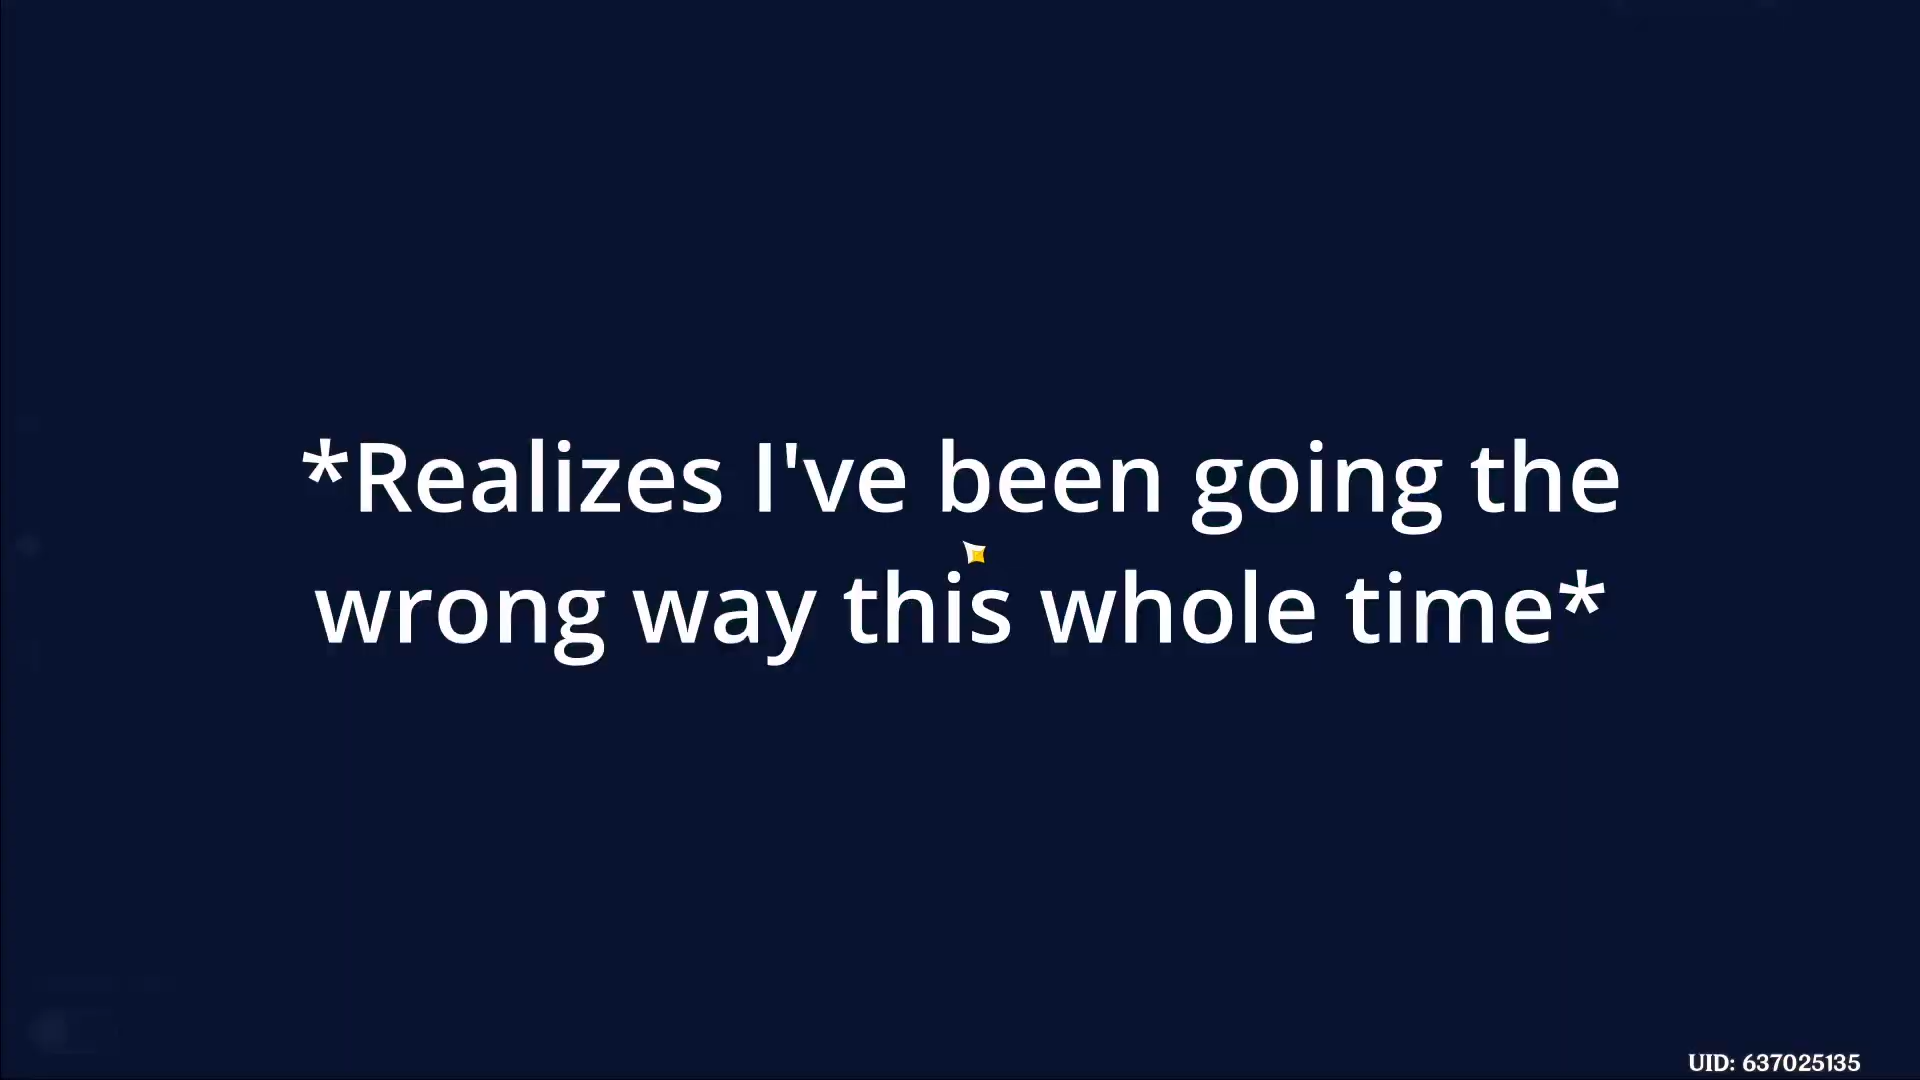 *Realizes I've been going the
wrong way this whole time*
UID: 637025135